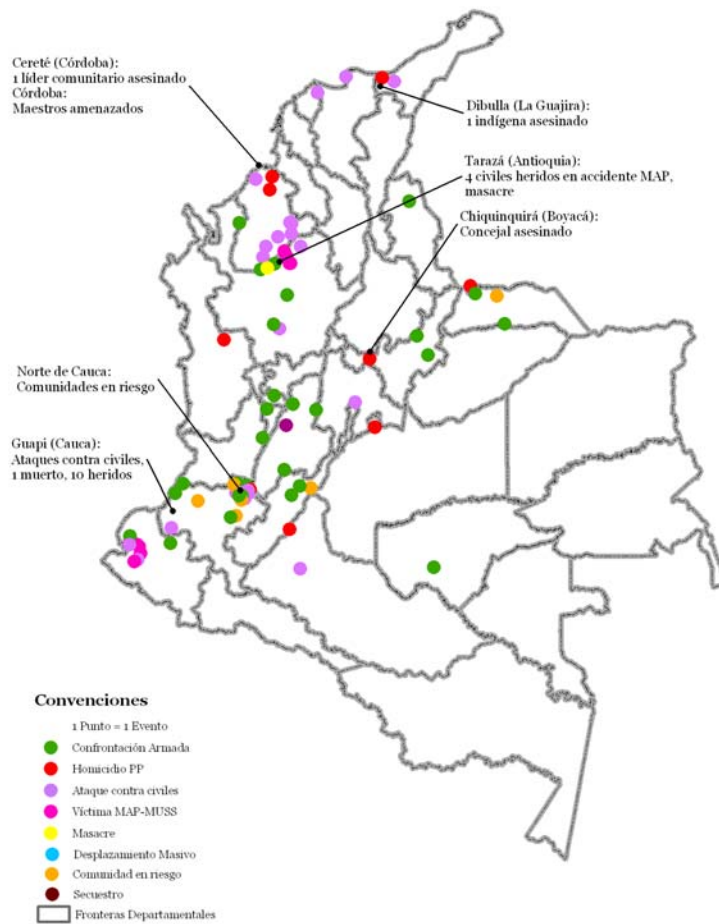 Cereté (Córdoba):
1 líder comunitario asesinado
Córdoba:
Maestros amenazados
Dibulla (La Guajira):
1 indígena asesinado
Tarazá (Antioquia):
4 civiles heridos en accidente MAP,
masacre
Chiquinquirá (Boyacá):
Concejal asesinado
Norte de Cauca:
Comunidades en riesgo
Guapi (Cauca):
Ataques contra civiles,
1 muerto, 10 heridos
Convenciones
1 Punto = 1 Evento
Confrontación Armada
Homicidio PP
Ataque contra civiles
Víctima MAP-MUSS
Masacre
Desplazamiento Masivo
Comunidad en riesgo
Secuestro
Fronteras Departamentales